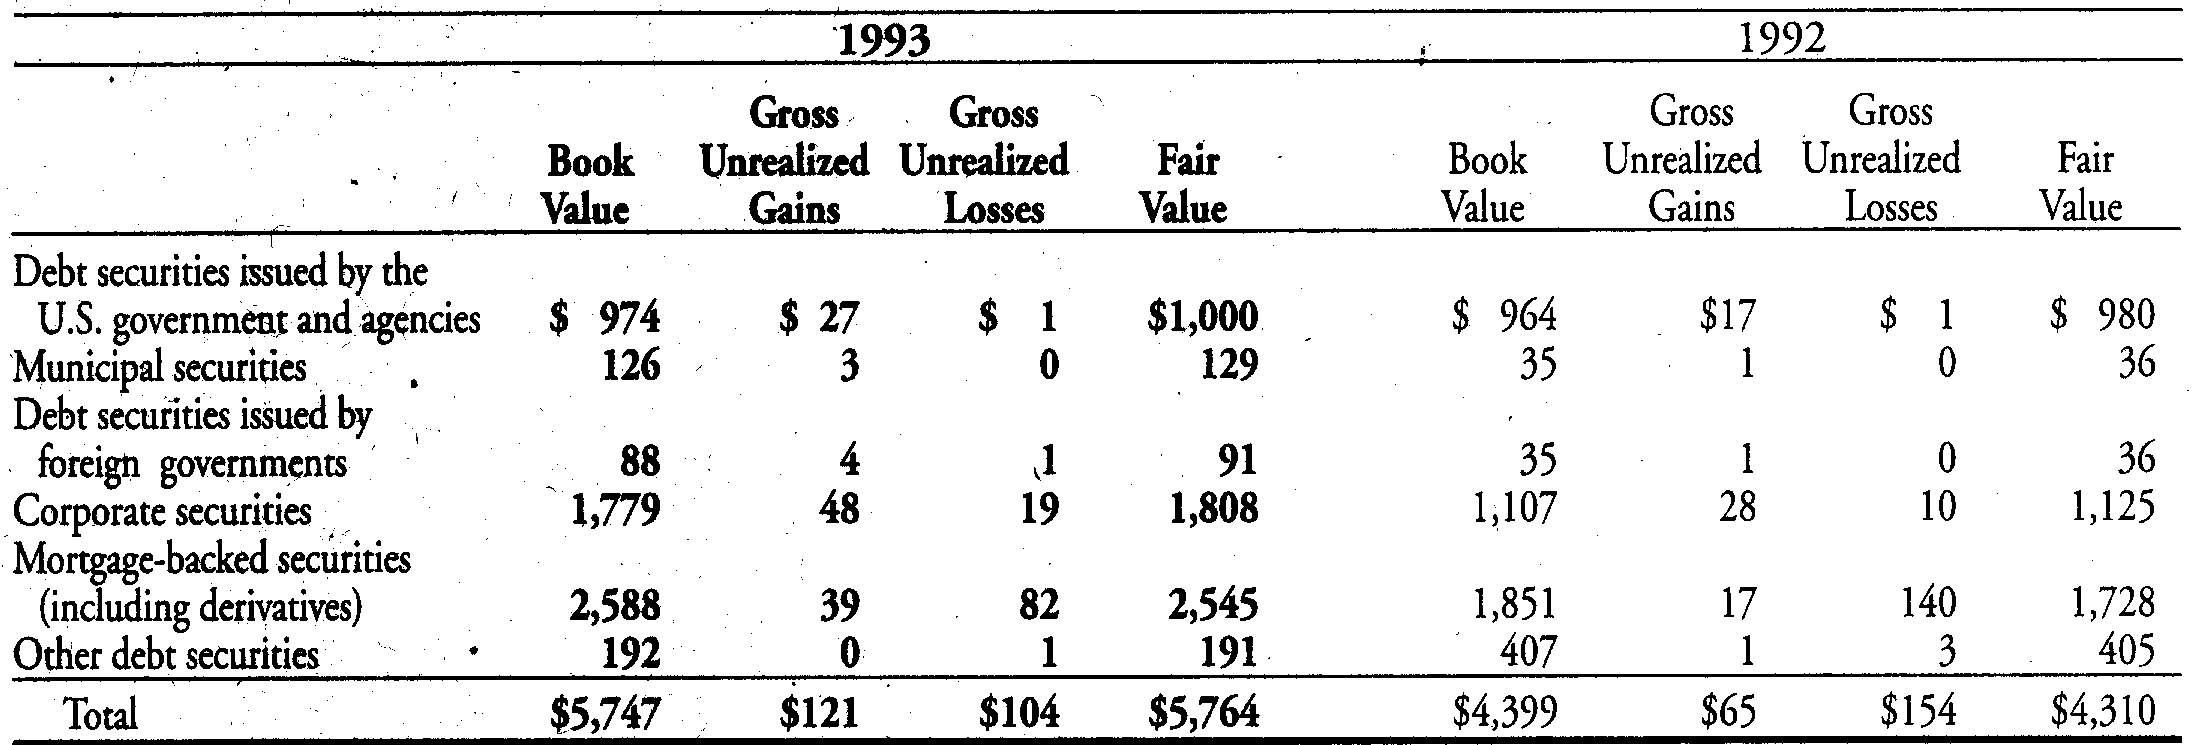 1993 1992
Gross Gross Gross Gross
Book Unrealized Unrealized Fair Book Unrealized Unrealized Fair
Value Gains Losses Value Value Gains Losses Value
Debt securities issued by the
U.S. government and agencies $ 974 $ 27 $ 1 $1,000 $ 964 $17 $ 1 $ 980
Municipal securities 126 3 0 129 35 1 0 36
Debt securities issued by
foreign governments 88 4 1 91 35 1 0 36
Corporate securities 1,779 48 19 1,808 1,107 28 10 1,125
Mortgage-backed securities
(including derivatives) 2,588 39 82 2,545 1,851 17 140 1,728
Other debt securities 192 0 1 191 407 1 3 405
Total $5,747 $121 $104 $5,764 $4,399 $65 $154 $4,310